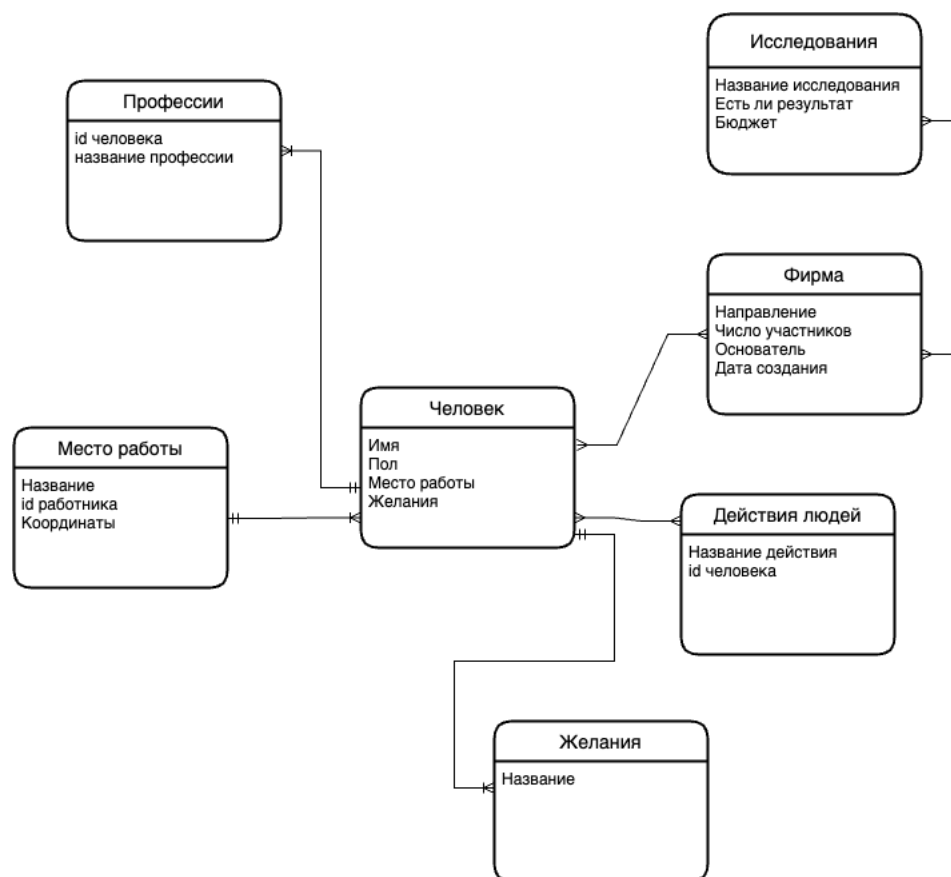 Исследования
Название исследования
Есть ли результат
Бюджет
Профессии
id человека
название профессии
Фирма
Направление
Число участников
Основатель
Дата создания
Человек
Имя
Пол
Место работы
Желания
Место работы
Название
id работника
Координаты
Действия людей
Название действия
id человека
Желания
Название